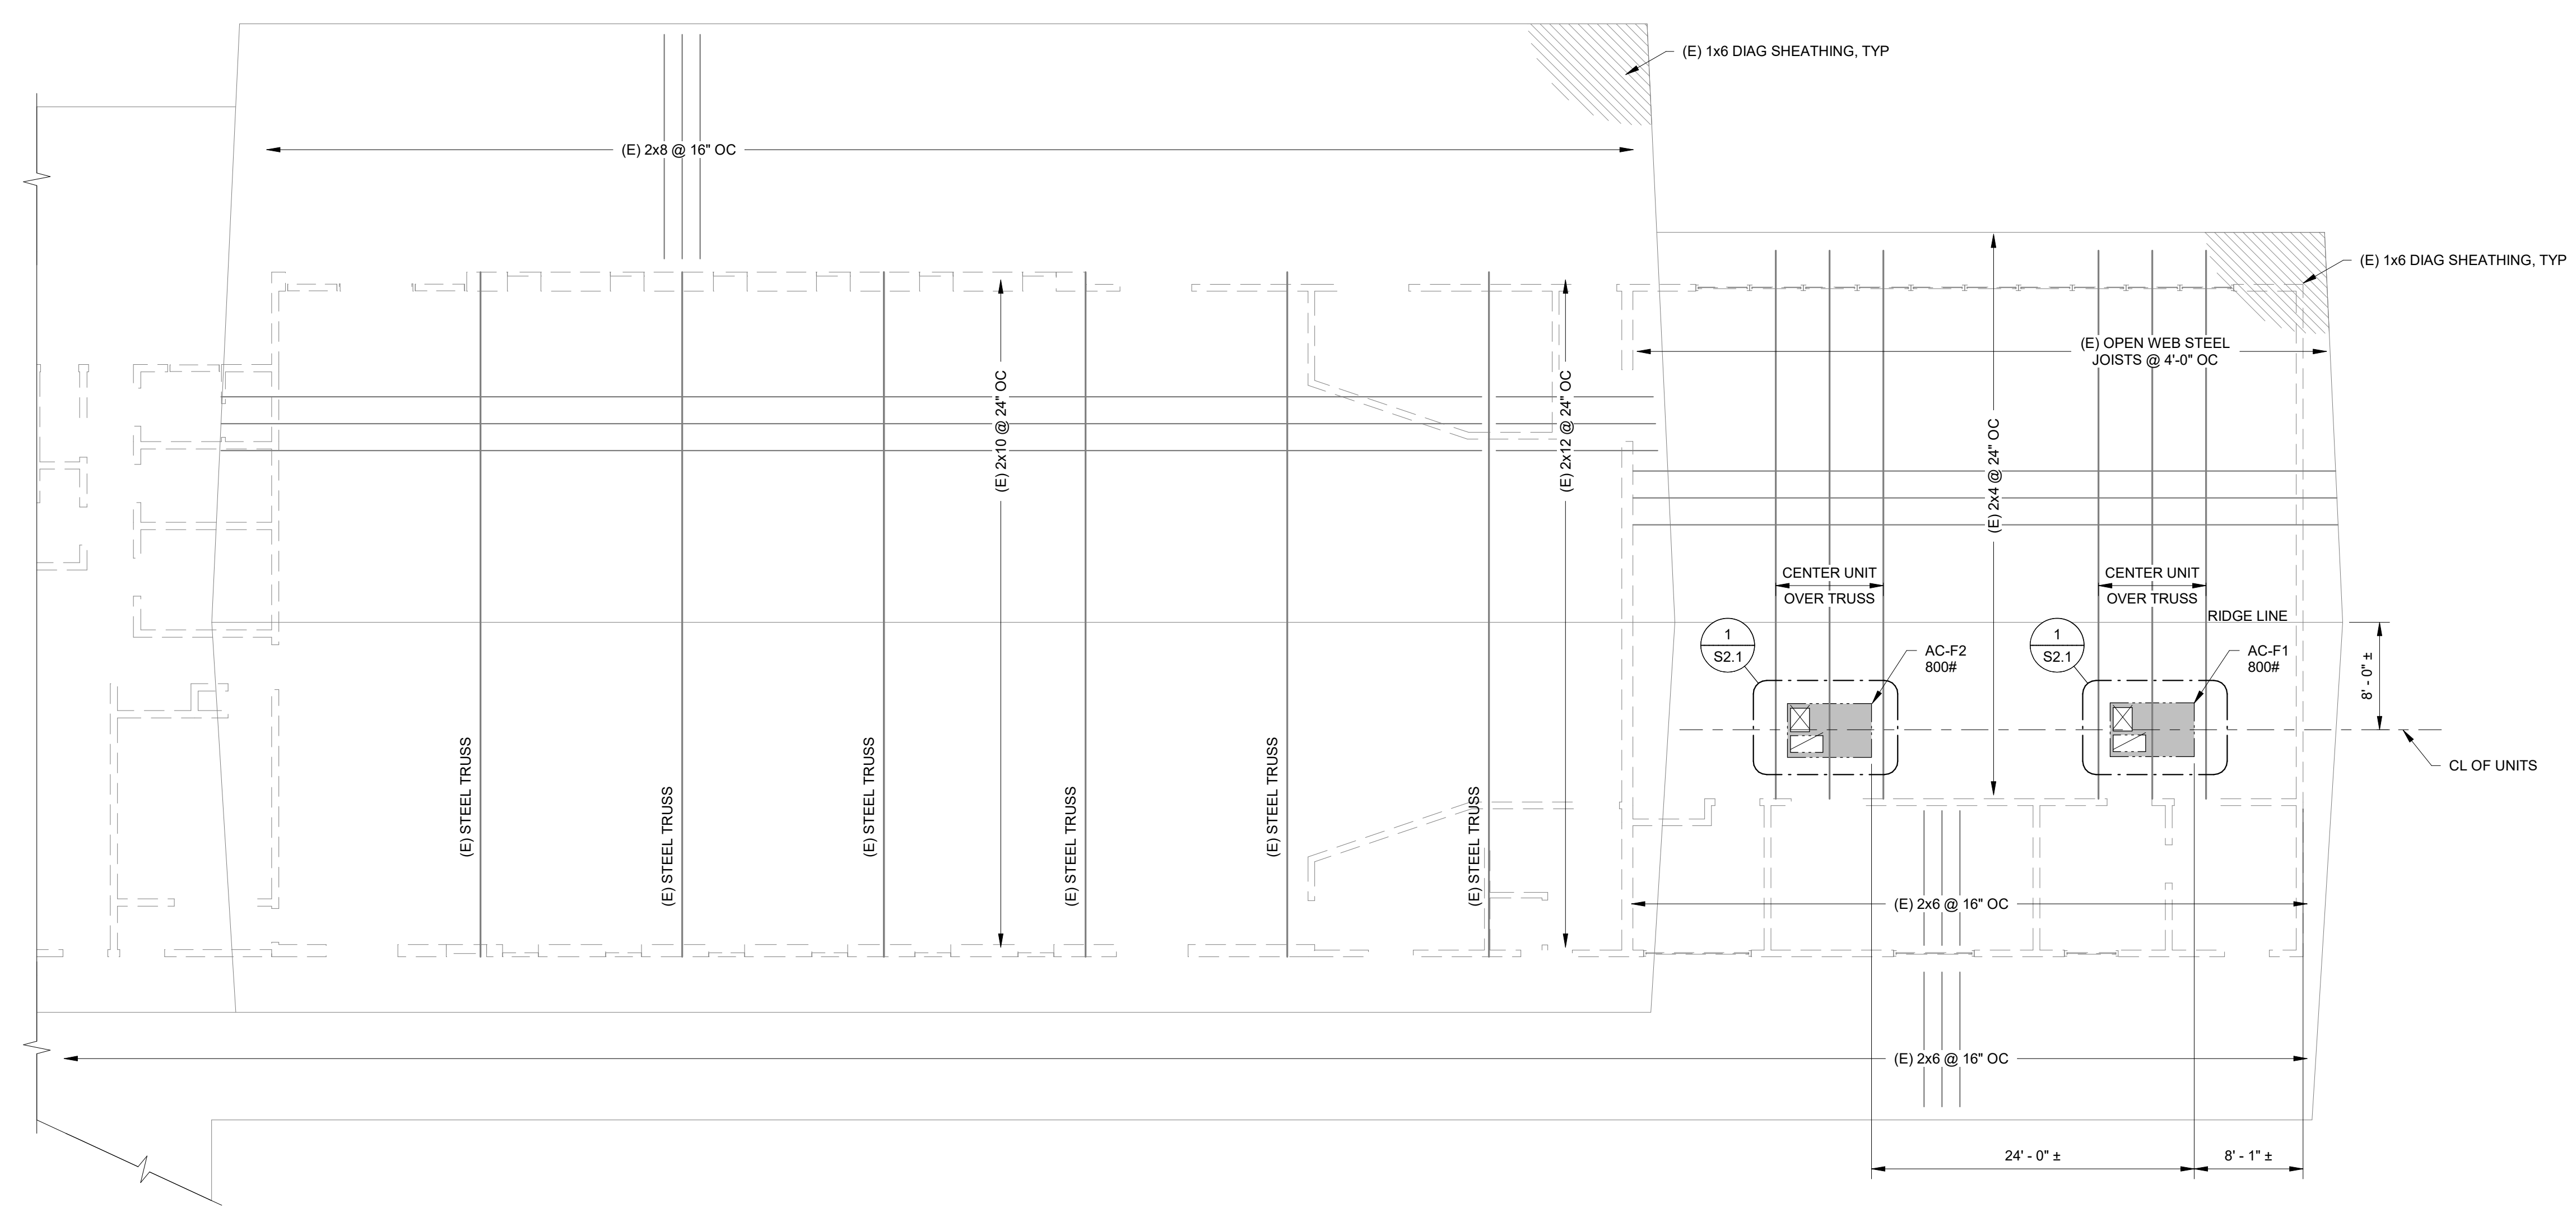 (E) 1x6 DIAG SHEATHING, TYP
(E) 2x8 @ 16" OC
(E) 1x6 DIAG SHEATHING, TYP
(E) OPEN WEB STEEL
JOISTS @ 4'-0" OC
(E) 2x10 @ 24" OC
(E) 2x12 @ 24" OC
(E) 2x4 @ 24" OC
CENTER UNIT
OVER TRUSS
CENTER UNIT
OVER TRUSS
RIDGE LINE
1
S2.1
AC-F2
800#
1
S2.1
AC-F1
800#
8' - 0" ±
CL OF UNITS
(E) STEEL TRUSS
(E) STEEL TRUSS
(E) STEEL TRUSS
(E) STEEL TRUSS
(E) STEEL TRUSS
(E) STEEL TRUSS
(E) 2x6 @ 16" OC
(E) 2x6 @ 16" OC
24' - 0" ±
8' - 1" ±